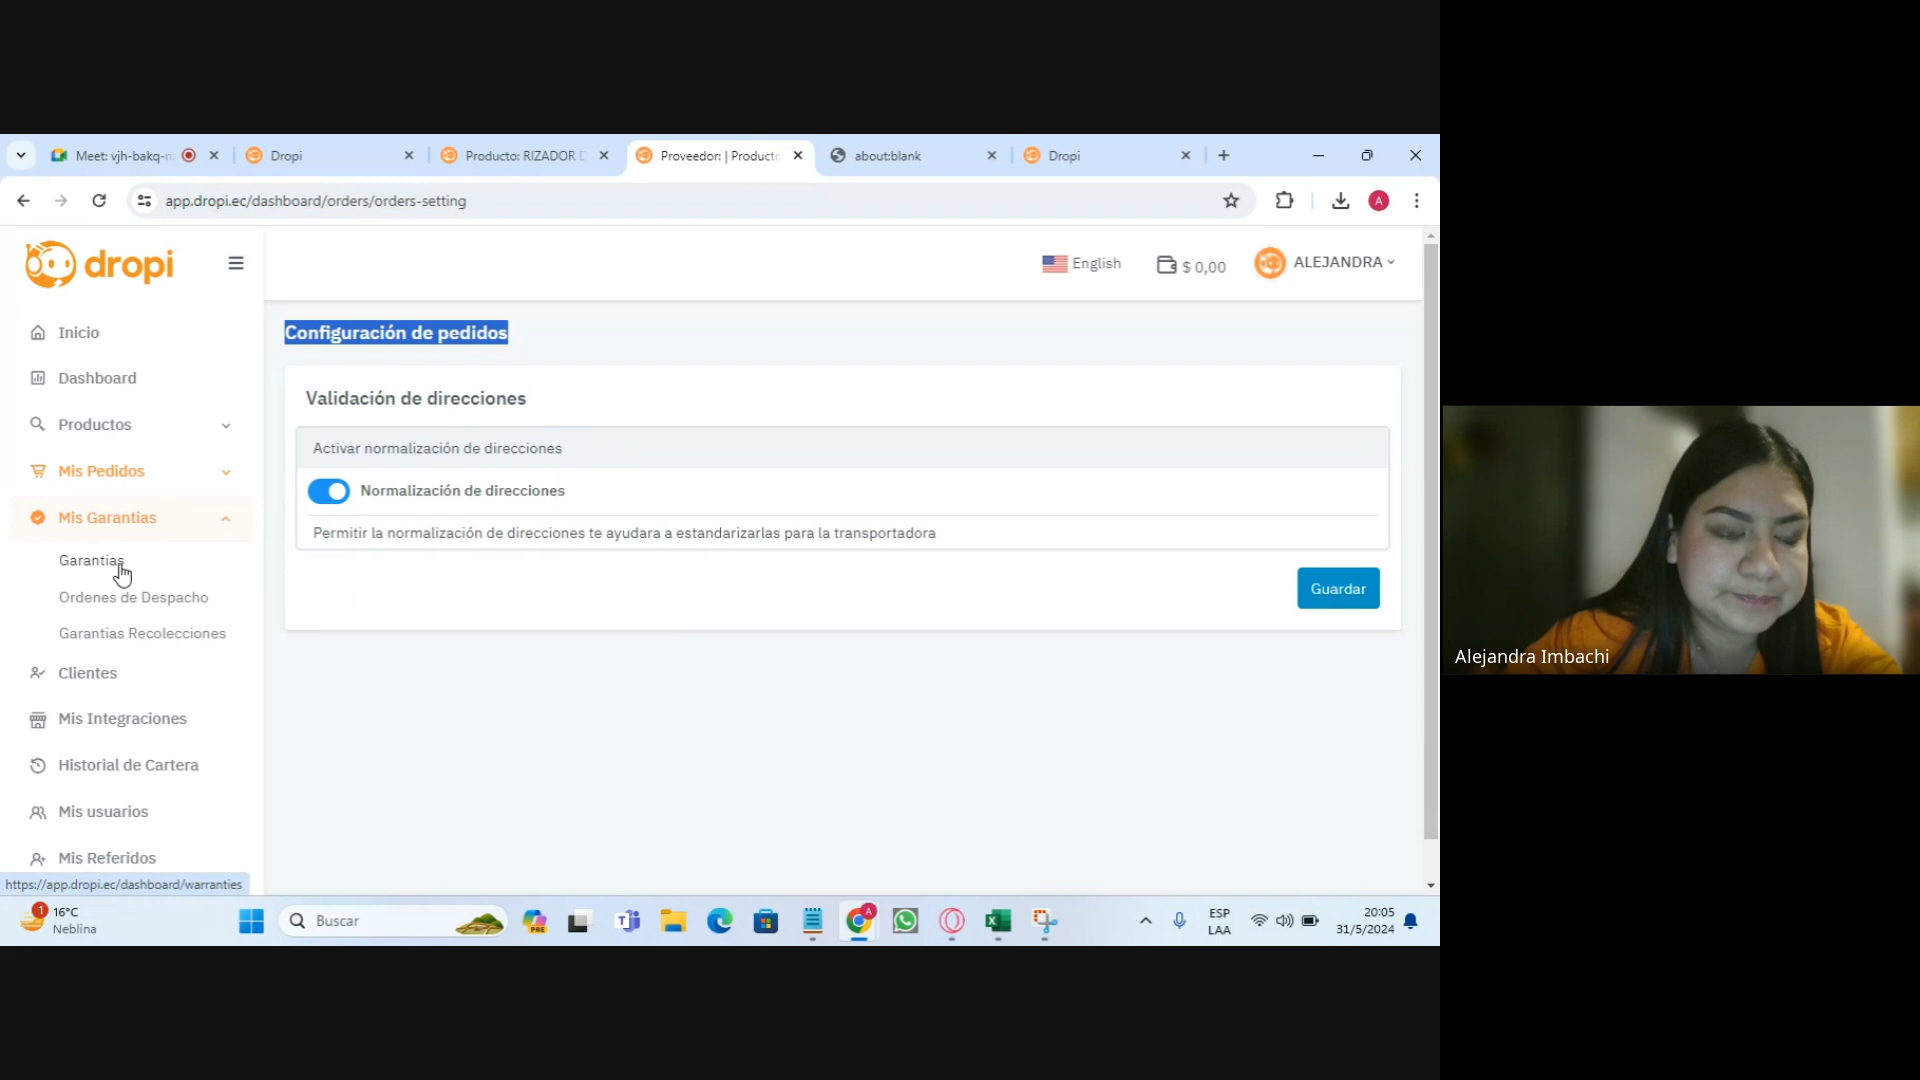 Meet: vjh-bakq-n
Dropi
Producto: RIZADOR D
Proveedor: | Producto
about:blank
Dropi
app.dropi.ec/dashboard/orders/orders-setting
A
dropi
English
$ 0,00
ALEJANDRA
Inicio
Dashboard
Productos
Mis Pedidos
Mis Garantias
Garantias
Ordenes de Despacho
Garantias Recolecciones
Clientes
Mis Integraciones
Historial de Cartera
Mis usuarios
Mis Referidos
Configuración de pedidos
Validación de direcciones
Activar normalización de direcciones
Normalización de direcciones
Permitir la normalización de direcciones te ayudara a estandarizarlas para la transportadora
Guardar
Alejandra Imbachi
https://app.dropi.ec/dashboard/warranties
1
16°C
Neblina
Buscar
PRE
A
ESP
LAA
20:05
31/5/2024